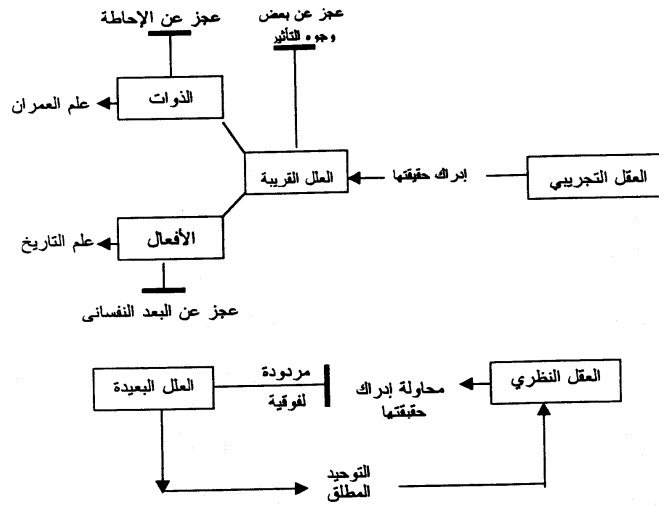 عجز عن الإحاطة
عجز عن بعض
وجوه التأثير
الذوات
علم العمران
العلل القريبة
إدراك حقيقتها
العقل التجريبي
الأفعال
علم التاريخ
عجز عن البعد النفساني
العقل النظري
محاولة إدراك
حقيقتها
مردودة
لفوقية
العلل البعيدة
التوحيد
المطلق